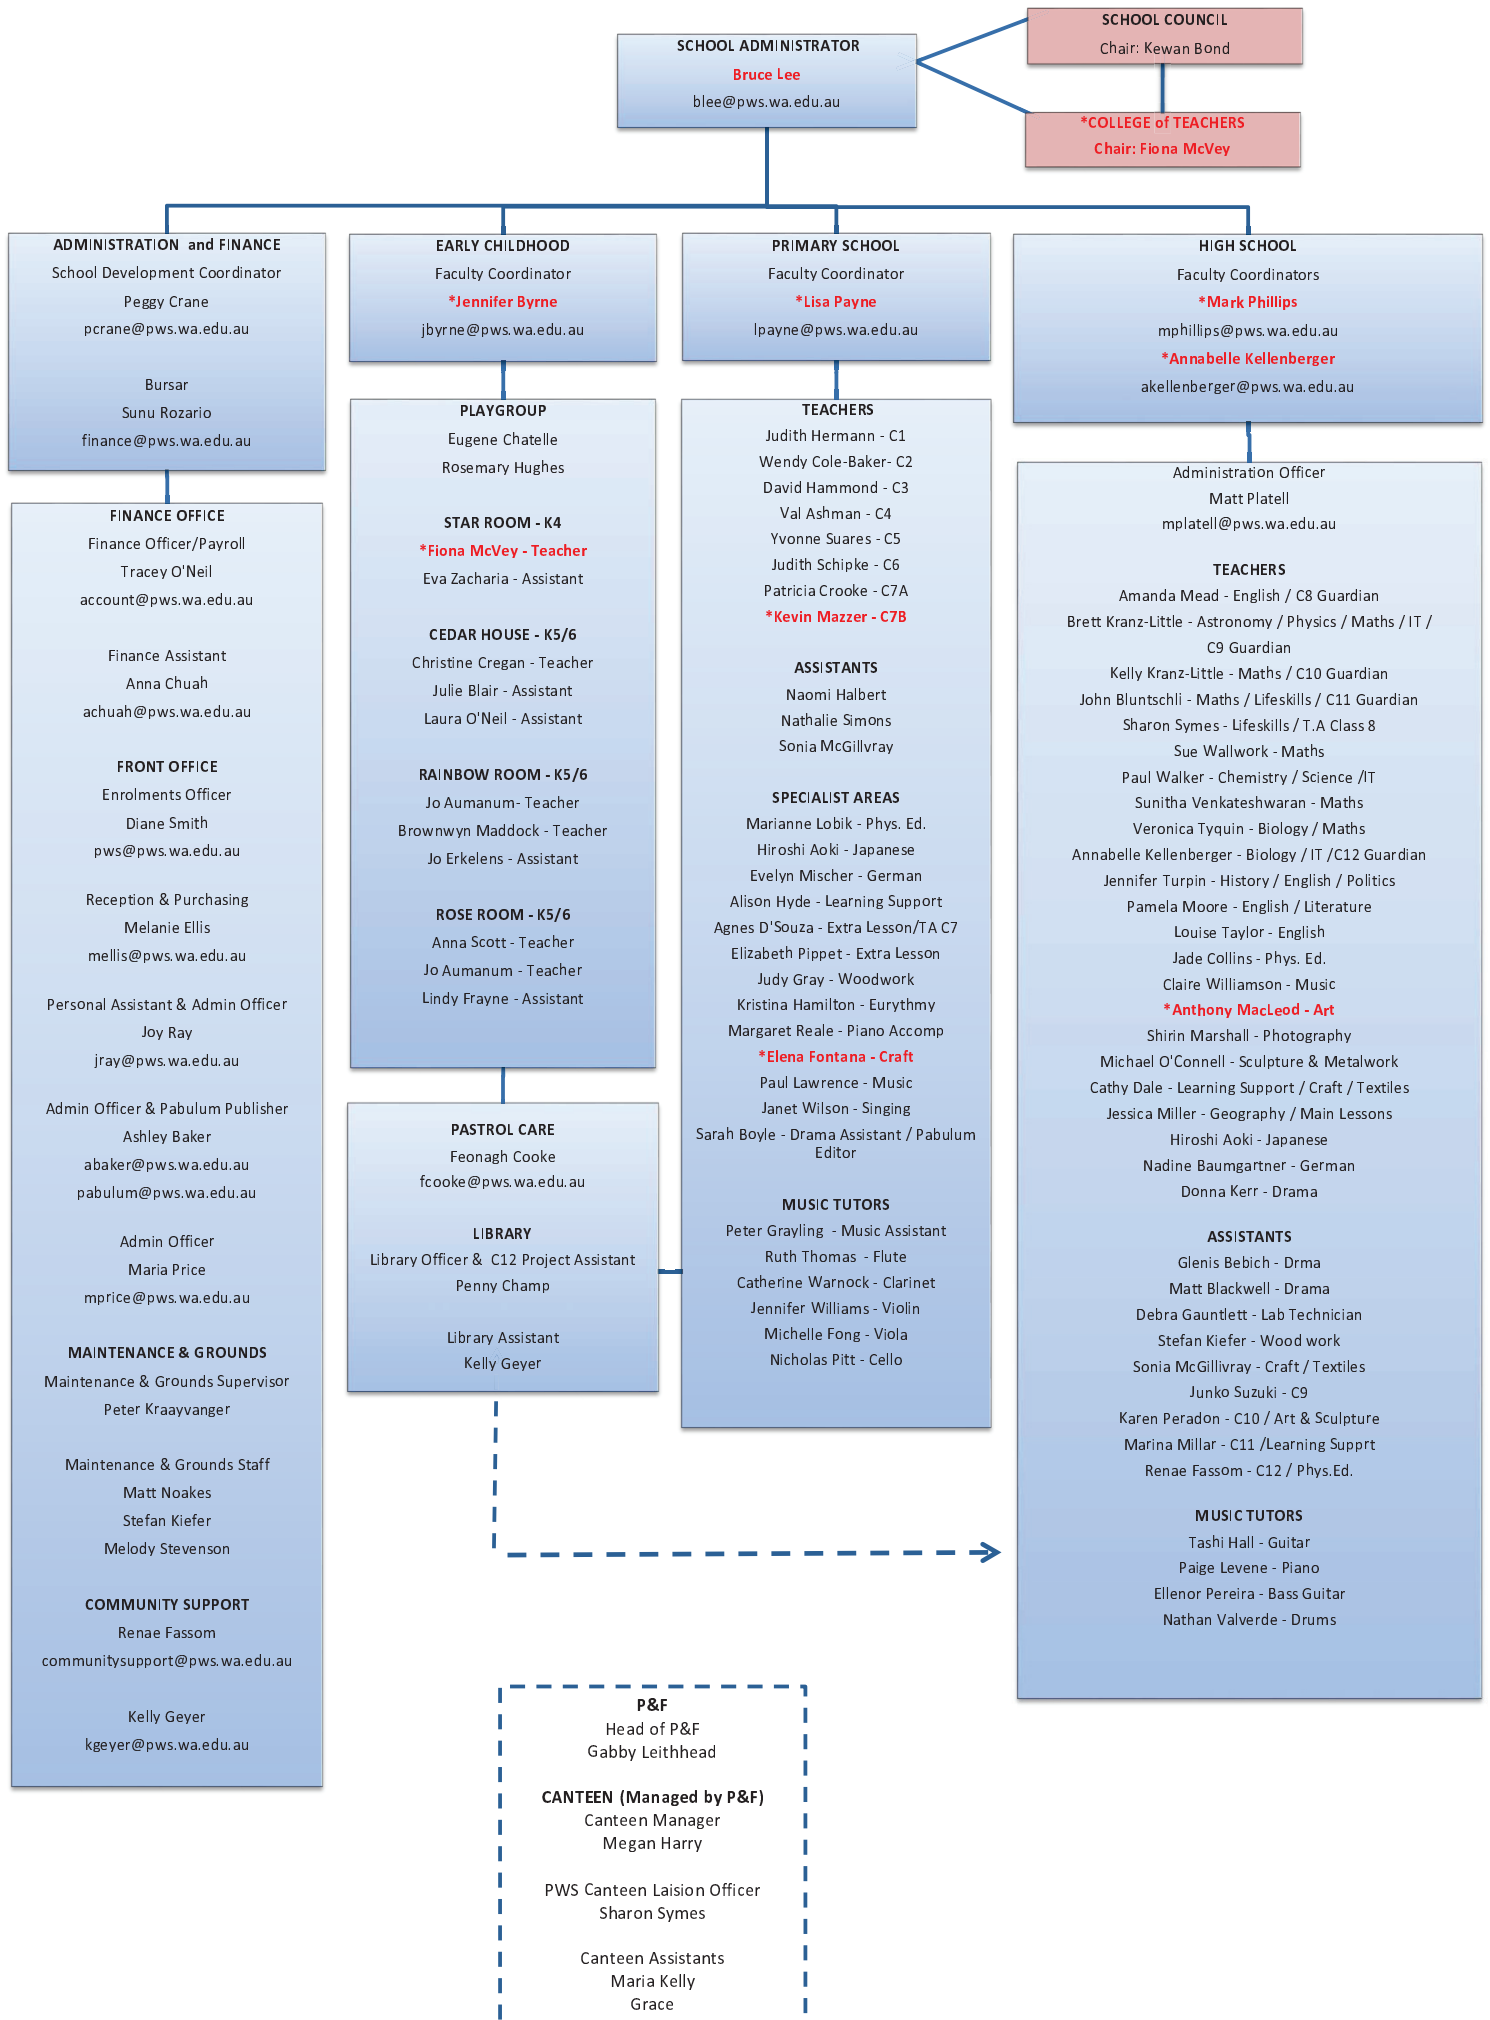 SCHOOL ADMINISTRATOR
Bruce Lee
blee@pws.wa.edu.au
SCHOOL COUNCIL
Chair: Kewan Bond
*COLLEGE of TEACHERS
Chair: Fiona McVey
ADMINISTRATION and FINANCE
School Development Coordinator
Peggy Crane
pcrane@pws.wa.edu.au
Bursar
Sunu Rozario
finance@pws.wa.edu.au
FINANCE OFFICE
Finance Officer/Payroll
Tracey O'Neil
account@pws.wa.edu.au
Finance Assistant
Anna Chuah
achuah@pws.wa.edu.au
FRONT OFFICE
Enrolments Officer
Diane Smith
pws@pws.wa.edu.au
Reception & Purchasing
Melanie Ellis
mellis@pws.wa.edu.au
Personal Assistant & Admin Officer
Joy Ray
jray@pws.wa.edu.au
Admin Officer & Pabulum Publisher
Ashley Baker
abaker@pws.wa.edu.au
pabulum@pws.wa.edu.au
Admin Officer
Maria Price
mprice@pws.wa.edu.au
MAINTENANCE & GROUNDS
Maintenance & Grounds Supervisor
Peter Kraayvanger
Maintenance & Grounds Staff
Matt Noakes
Stefan Kiefer
Melody Stevenson
COMMUNITY SUPPORT
Renae Fassom
communitysupport@pws.wa.edu.au
Kelly Geyer
kgeyer@pws.wa.edu.au
EARLY CHILDHOOD
Faculty Coordinator
*Jennifer Byrne
jbyrne@pws.wa.edu.au
PLAYGROUP
Eugene Chatelle
Rosemary Hughes
STAR ROOM - K4
*Fiona McVey - Teacher
Eva Zacharia - Assistant
CEDAR HOUSE - K5/6
Christine Cregan - Teacher
Julie Blair - Assistant
Laura O'Neil - Assistant
RAINBOW ROOM - K5/6
Jo Aumanum- Teacher
Brownwyn Maddock - Teacher
Jo Erkelens - Assistant
ROSE ROOM - K5/6
Anna Scott - Teacher
Jo Aumanum - Teacher
Lindy Frayne - Assistant
PASTROL CARE
Feonagh Cooke
fcooke@pws.wa.edu.au
LIBRARY
Library Officer & C12 Project Assistant
Penny Champ
Library Assistant
Kelly Geyer
PRIMARY SCHOOL
Faculty Coordinator
*Lisa Payne
lpayne@pws.wa.edu.au
TEACHERS
Judith Hermann - C1
Wendy Cole-Baker- C2
David Hammond - C3
Val Ashman - C4
Yvonne Suares - C5
Judith Schipke - C6
Patricia Crooke - C7A
*Kevin Mazzer - C7B
ASSISTANTS
Naomi Halbert
Nathalie Simons
Sonia McGillvray
SPECIALIST AREAS
Marianne Lobik - Phys. Ed.
Hiroshi Aoki - Japanese
Evelyn Mischer - German
Alison Hyde - Learning Support
Agnes D'Souza - Extra Lesson/TA C7
Elizabeth Pippet - Extra Lesson
Judy Gray - Woodwork
Kristina Hamilton - Eurythmy
Margaret Reale - Piano Accomp
*Elena Fontana - Craft
Paul Lawrence - Music
Janet Wilson - Singing
Sarah Boyle - Drama Assistant / Pabulum
Editor
MUSIC TUTORS
Peter Grayling - Music Assistant
Ruth Thomas - Flute
Catherine Warnock - Clarinet
Jennifer Williams - Violin
Michelle Fong - Viola
Nicholas Pitt - Cello
HIGH SCHOOL
Faculty Coordinators
*Mark Phillips
mphillips@pws.wa.edu.au
*Annabelle Kellenberger
akellenberger@pws.wa.edu.au
Administration Officer
Matt Platell
mplatell@pws.wa.edu.au
TEACHERS
Amanda Mead - English / C8 Guardian
Brett Kranz-Little - Astronomy / Physics / Maths / IT /
C9 Guardian
Kelly Kranz-Little - Maths / C10 Guardian
John Bluntschli - Maths / Lifeskills / C11 Guardian
Sharon Symes - Lifeskills / T.A Class 8
Sue Wallwork - Maths
Paul Walker - Chemistry / Science /IT
Sunitha Venkateshwaran - Maths
Veronica Tyquin - Biology / Maths
Annabelle Kellenberger - Biology / IT /C12 Guardian
Jennifer Turpin - History / English / Politics
Pamela Moore - English / Literature
Louise Taylor - English
Jade Collins - Phys. Ed.
Claire Williamson - Music
*Anthony MacLeod - Art
Shirin Marshall - Photography
Michael O'Connell - Sculpture & Metalwork
Cathy Dale - Learning Support / Craft / Textiles
Jessica Miller - Geography / Main Lessons
Hiroshi Aoki - Japanese
Nadine Baumgartner - German
Donna Kerr - Drama
ASSISTANTS
Glenis Bebich - Drma
Matt Blackwell - Drama
Debra Gauntlett - Lab Technician
Stefan Kiefer - Wood work
Sonia McGillivray - Craft / Textiles
Junko Suzuki - C9
Karen Peradon - C10 / Art & Sculpture
Marina Millar - C11 /Learning Supprt
Renae Fassom - C12 / Phys.Ed.
MUSIC TUTORS
Tashi Hall - Guitar
Paige Levene - Piano
Ellenor Pereira - Bass Guitar
Nathan Valverde - Drums
P&F
Head of P&F
Gabby Leithhead
CANTEEN (Managed by P&F)
Canteen Manager
Megan Harry
PWS Canteen Laision Officer
Sharon Symes
Canteen Assistants
Maria Kelly
Grace